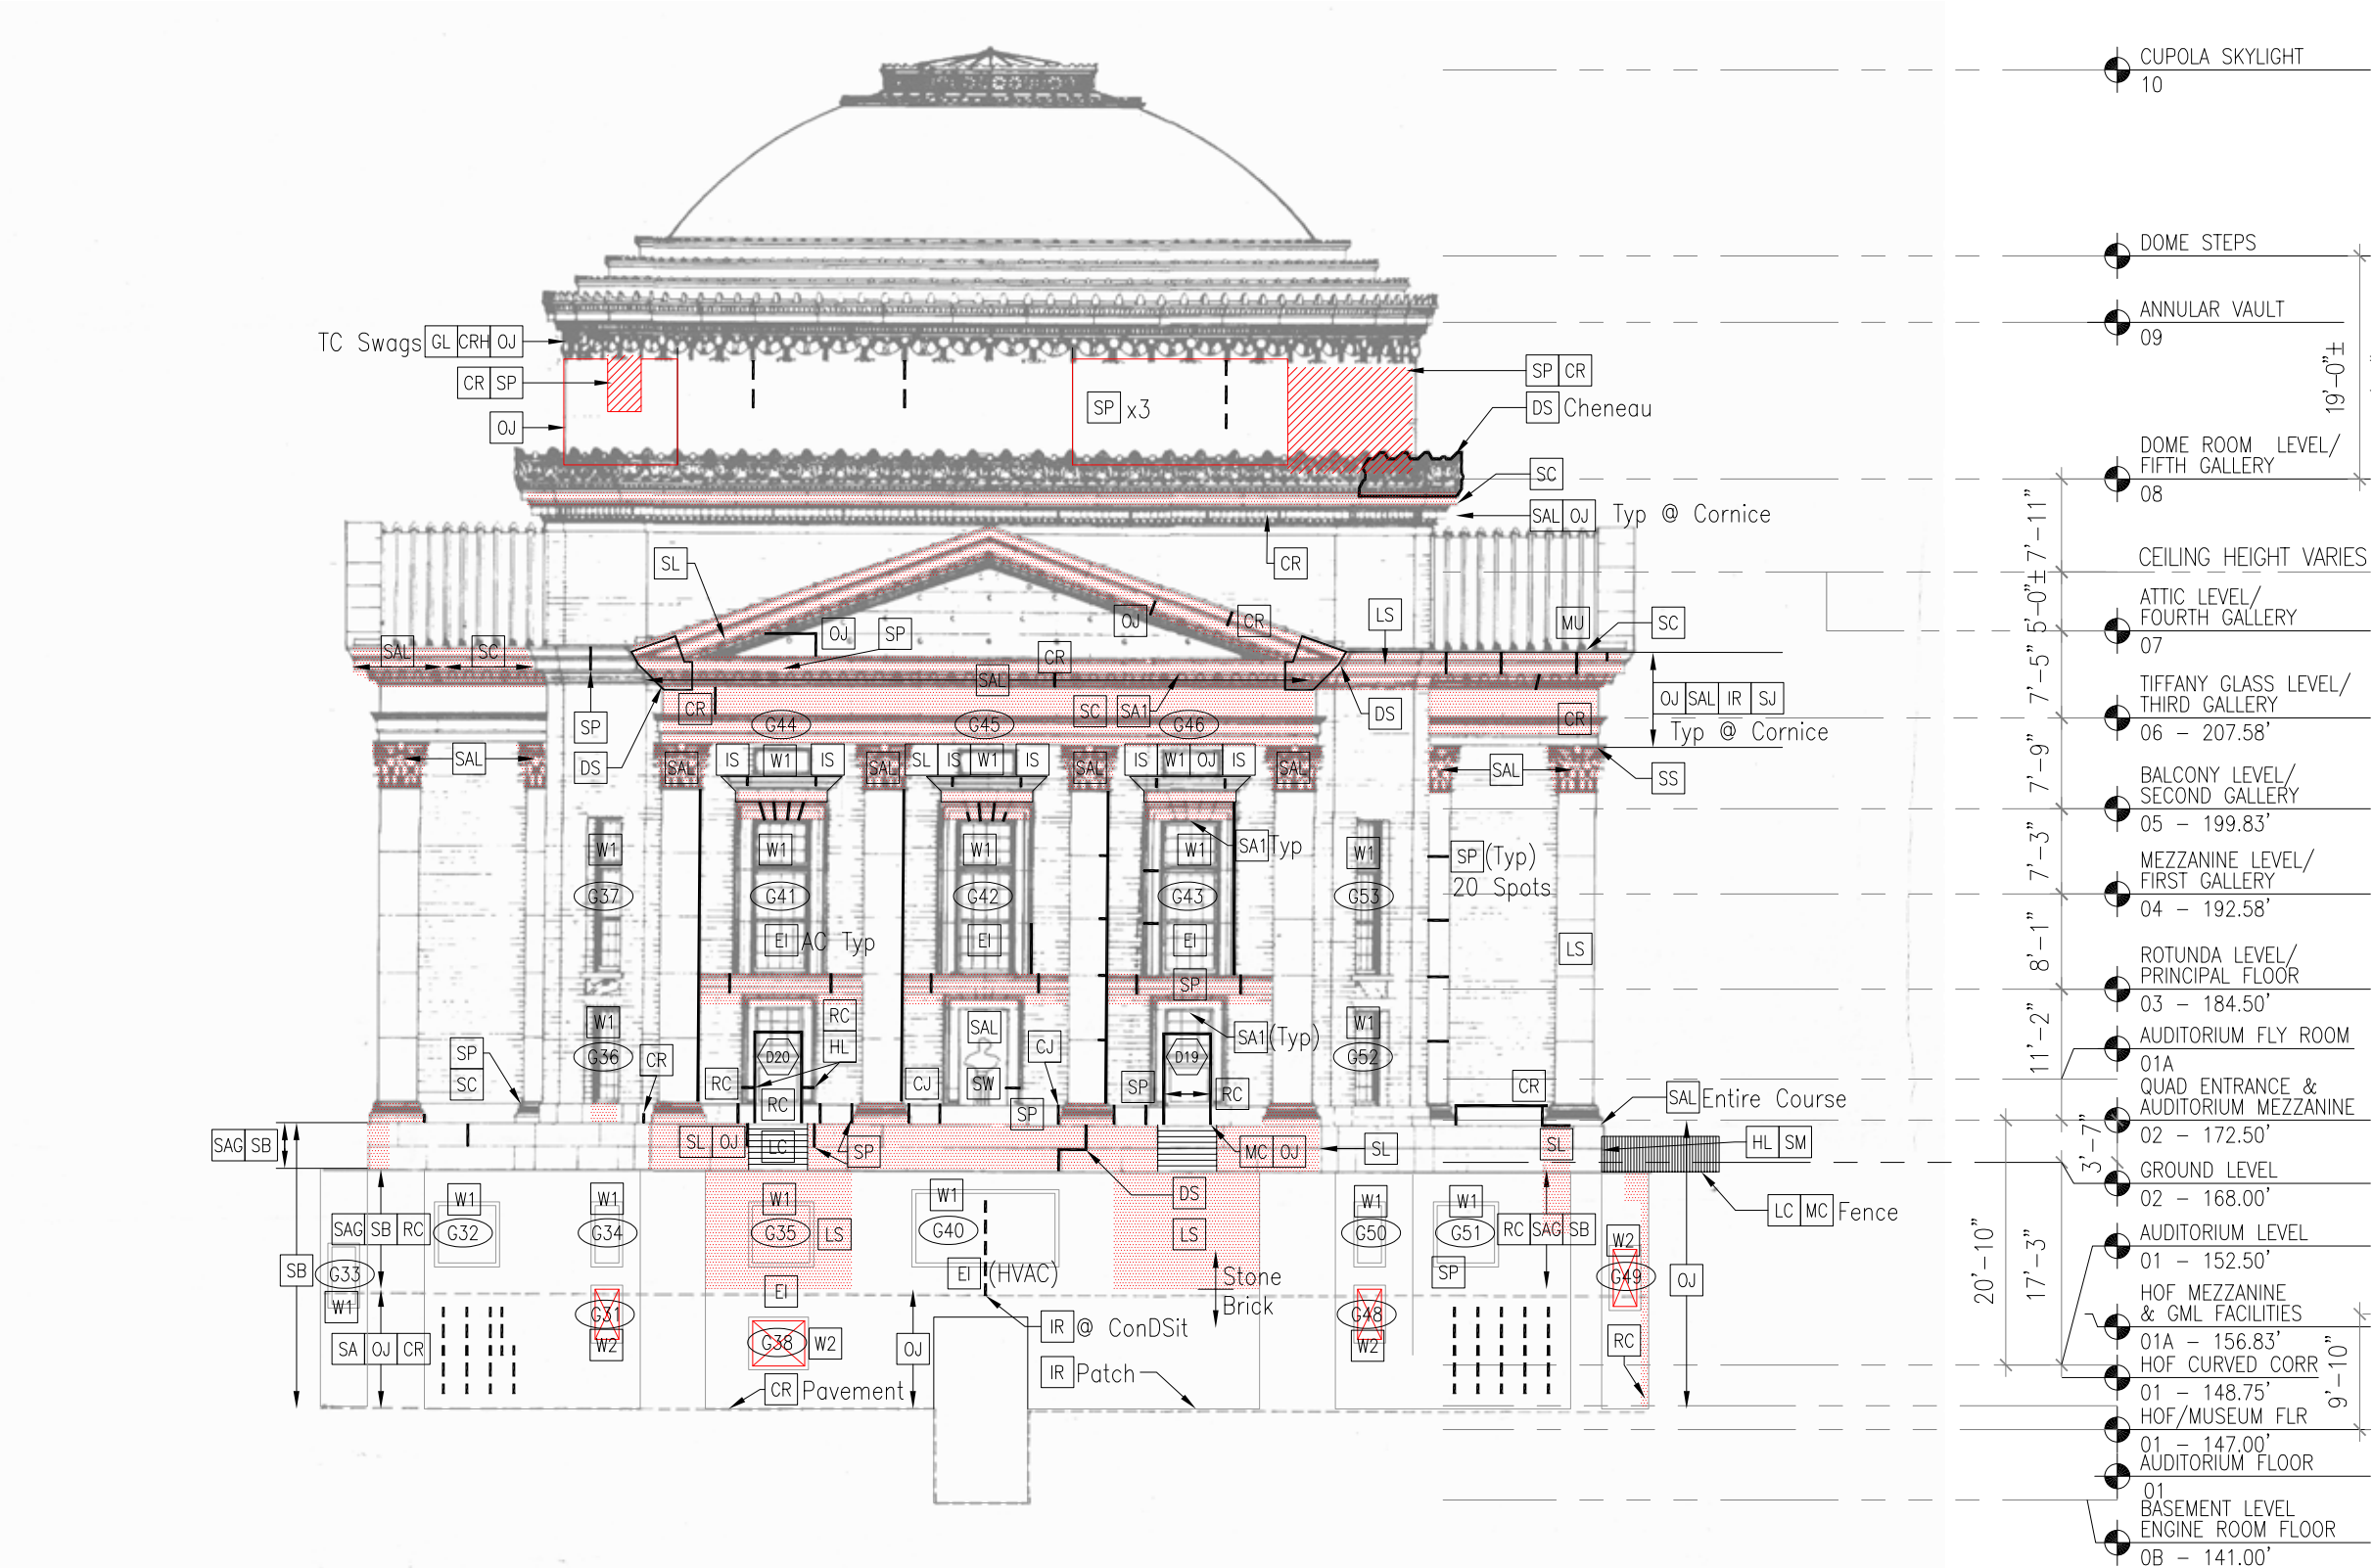 CUPOLA SKYLIGHT
10
DOME STEPS
ANNULAR VAULT
09
19'-0"±
TC Swags GL CRH OJ
CR SP
SP CR
SP x3
DS Cheneau
OJ
DOME ROOM LEVEL/
FIFTH GALLERY
08
SC
SAL OJ Typ @ Cornice
7'-11"
SL
CR
CEILING HEIGHT VARIES
5'-0"±
ATTIC LEVEL/
FOURTH GALLERY
07
OJ SP OJ CR LS MU SC
SAL SC CR
SAL
7'-5"
TIFFANY GLASS LEVEL/
THIRD GALLERY
06 - 207.58'
OJ SAL IR SJ
CR SC SA1 DS CR
SP G44 G45 G46
Typ @ Cornice
7'-9"
SAL DS SAL IS W1 IS SAL SL IS W1 IS SAL IS W1 OJ IS SAL SAL SS
BALCONY LEVEL/
SECOND GALLERY
05 - 199.83'
SA1 Typ
W1 W1 W1 W1 W1
SP (Typ)
20 Spots
7'-3"
MEZZANINE LEVEL/
FIRST GALLERY
04 - 192.58'
G37 G41 G42 G43 G53
EI AC Typ EI EI LS
8'-1"
ROTUNDA LEVEL/
PRINCIPAL FLOOR
03 - 184.50'
SP
W1 RC SAL SA1 (Typ) W1
HL CJ
11'-2"
AUDITORIUM FLY ROOM
01A
SP G36 CR D20 D19 G52
SC RC CJ SW SP RC CR
RC SP
QUAD ENTRANCE &
AUDITORIUM MEZZANINE
02 - 172.50'
SAL Entire Course
SAG SB SL OJ LC SP MC OJ SL SL HL SM
3'-7"
GROUND LEVEL
02 - 168.00'
W1 W1 W1 W1 DS W1 W1
LC MC Fence
SAG SB RC G32 G34 G35 LS G40 LS G50 G51 RC SAG SB
W2
AUDITORIUM LEVEL
01 - 152.50'
20'-10"
17'-3"
SB G33 EI EI (HVAC) Stone SP G49 OJ
W1 G31 Brick G48
HOF MEZZANINE
& GML FACILITIES
01A - 156.83'
SA OJ CR W2 G38 W2 OJ IR @ ConDSit W2 RC
HOF CURVED CORR
01 - 148.75'
9'-10"
CR Pavement IR Patch
HOF/MUSEUM FLR
01 - 147.00'
AUDITORIUM FLOOR
01
BASEMENT LEVEL
ENGINE ROOM FLOOR
0B - 141.00'